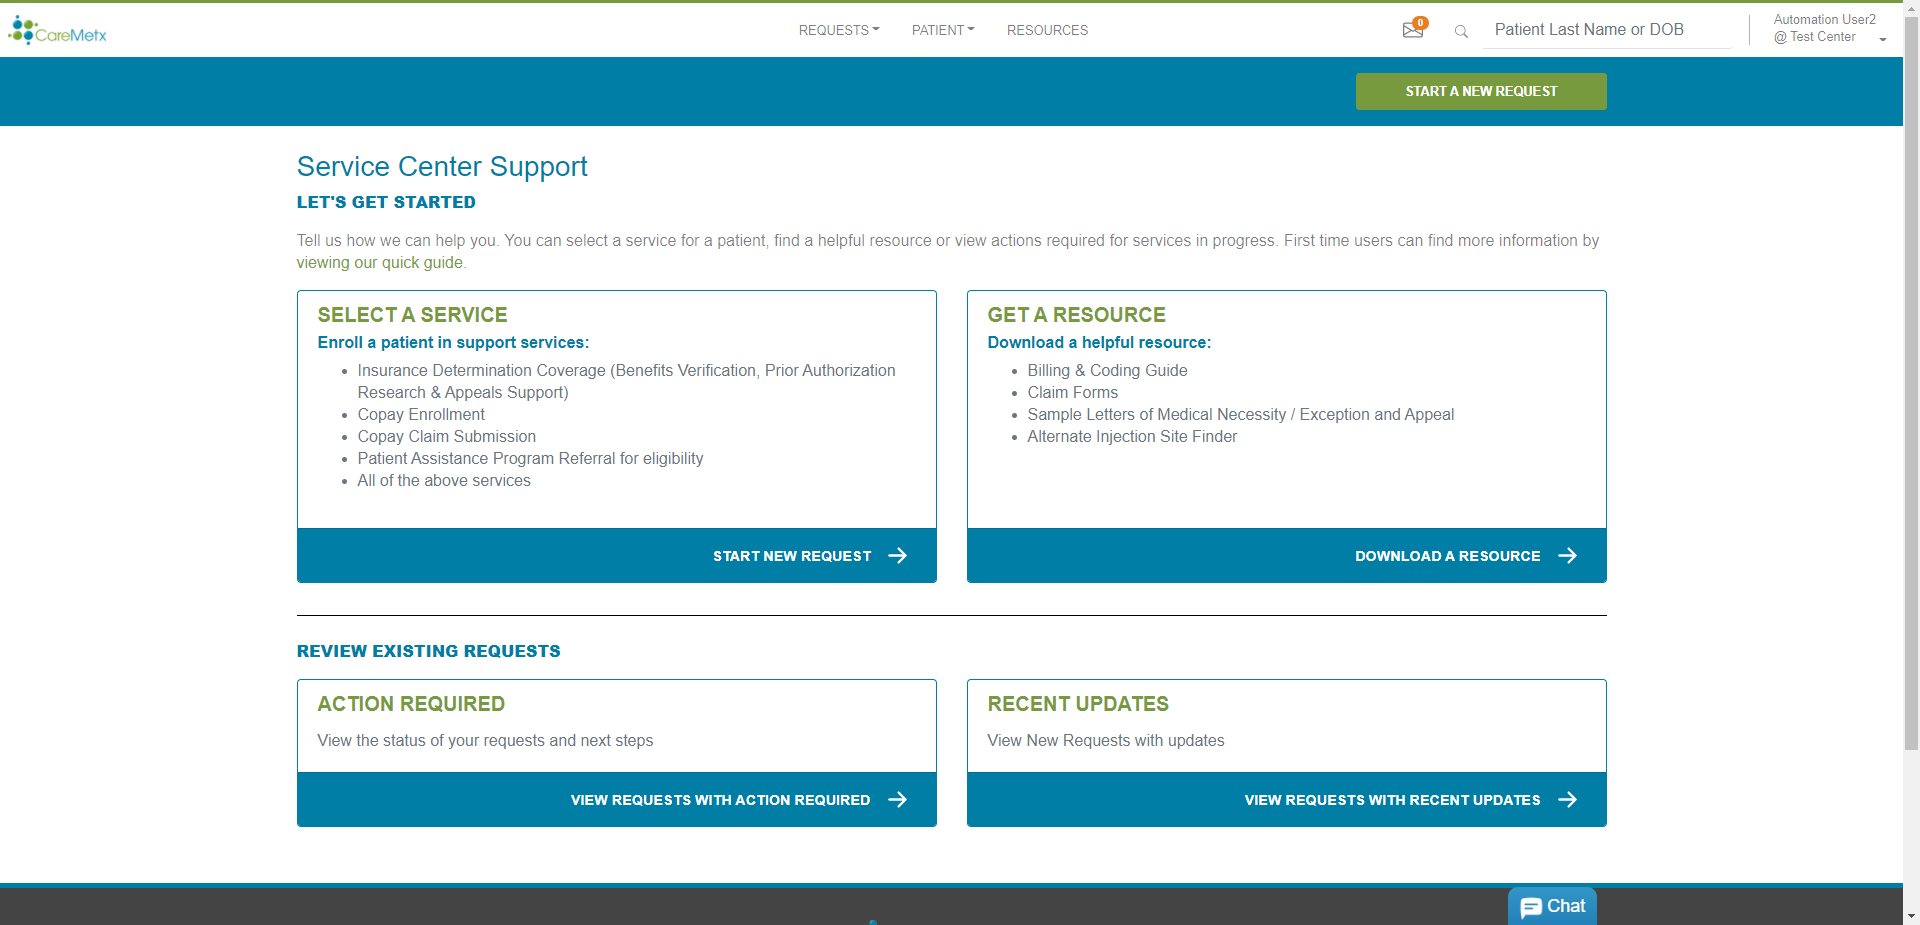 CareMetx
REQUESTS
PATIENT
RESOURCES
0
Patient Last Name or DOB
Automation User2
@ Test Center
START A NEW REQUEST
Service Center Support
LET'S GET STARTED
Tell us how we can help you. You can select a service for a patient, find a helpful resource or view actions required for services in progress. First time users can find more information by
viewing our quick guide.
SELECT A SERVICE
Enroll a patient in support services:
Insurance Determination Coverage (Benefits Verification, Prior Authorization
Research & Appeals Support)
Copay Enrollment
Copay Claim Submission
Patient Assistance Program Referral for eligibility
All of the above services
START NEW REQUEST
GET A RESOURCE
Download a helpful resource:
Billing & Coding Guide
Claim Forms
Sample Letters of Medical Necessity / Exception and Appeal
Alternate Injection Site Finder
DOWNLOAD A RESOURCE
REVIEW EXISTING REQUESTS
ACTION REQUIRED
View the status of your requests and next steps
VIEW REQUESTS WITH ACTION REQUIRED
RECENT UPDATES
View New Requests with updates
VIEW REQUESTS WITH RECENT UPDATES
Chat